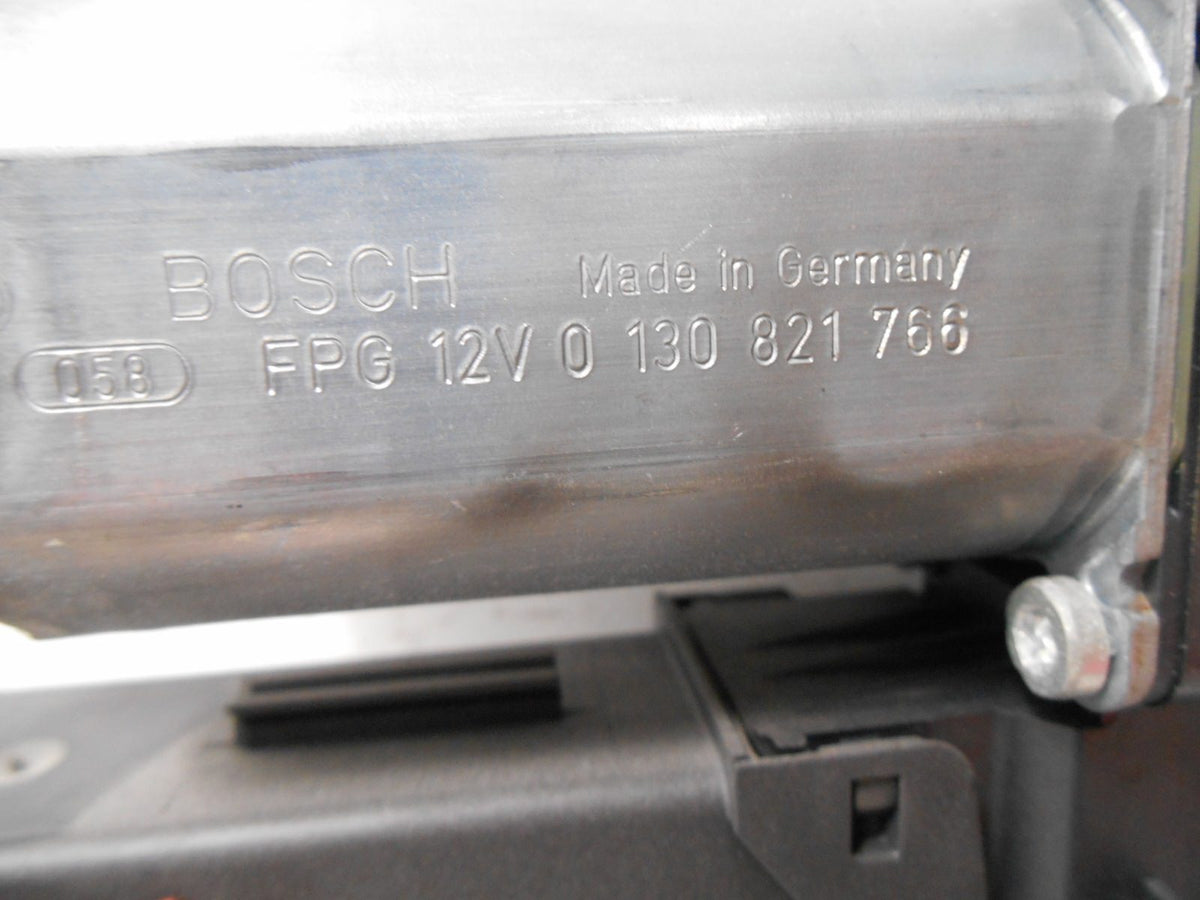 BOSCH Made in Germany
058 FPG 12V 0 130 821 766